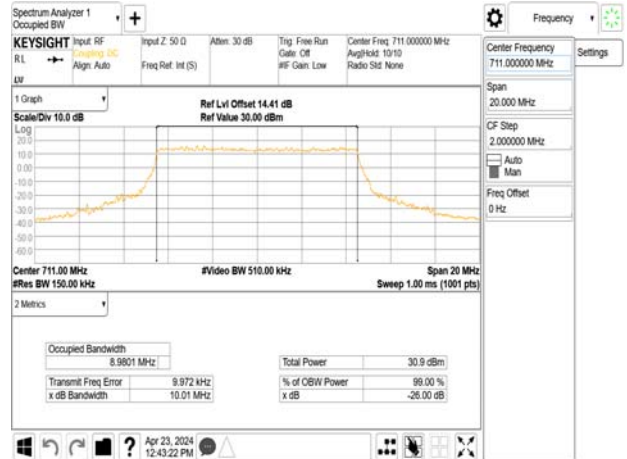 Spectrum Analyzer 1
Occupied BW
Frequency
KEYSIGHT
Input: RF
Coupling: DC
Align: Auto
Input Z: 50 Ω
Freq Ref: Int (S)
Atten: 30 dB
Trig: Free Run
Gate: Off
#IF Gain: Low
Center Freq: 711.000000 MHz
Avg|Hold: 10/10
Radio Std: None
R L
LXI
1 Graph
Scale/Div 10.0 dB
Ref Lvl Offset 14.41 dB
Ref Value 30.00 dBm
Log
20.0
10.0
0.00
-10.0
-20.0
-30.0
-40.0
-50.0
-60.0
Center 711.00 MHz
#Res BW 150.00 kHz
#Video BW 510.00 kHz
Span 20 MHz
Sweep 1.00 ms (1001 pts)
2 Metrics
Occupied Bandwidth
8.9801 MHz
Transmit Freq Error 9.972 kHz
x dB Bandwidth 10.01 MHz
Total Power 30.9 dBm
% of OBW Power 99.00 %
x dB -26.00 dB
Center Frequency
711.000000 MHz
Settings
Span
20.000 MHz
CF Step
2.000000 MHz
Auto
Man
Freq Offset
0 Hz
Apr 23, 2024
12:43:22 PM